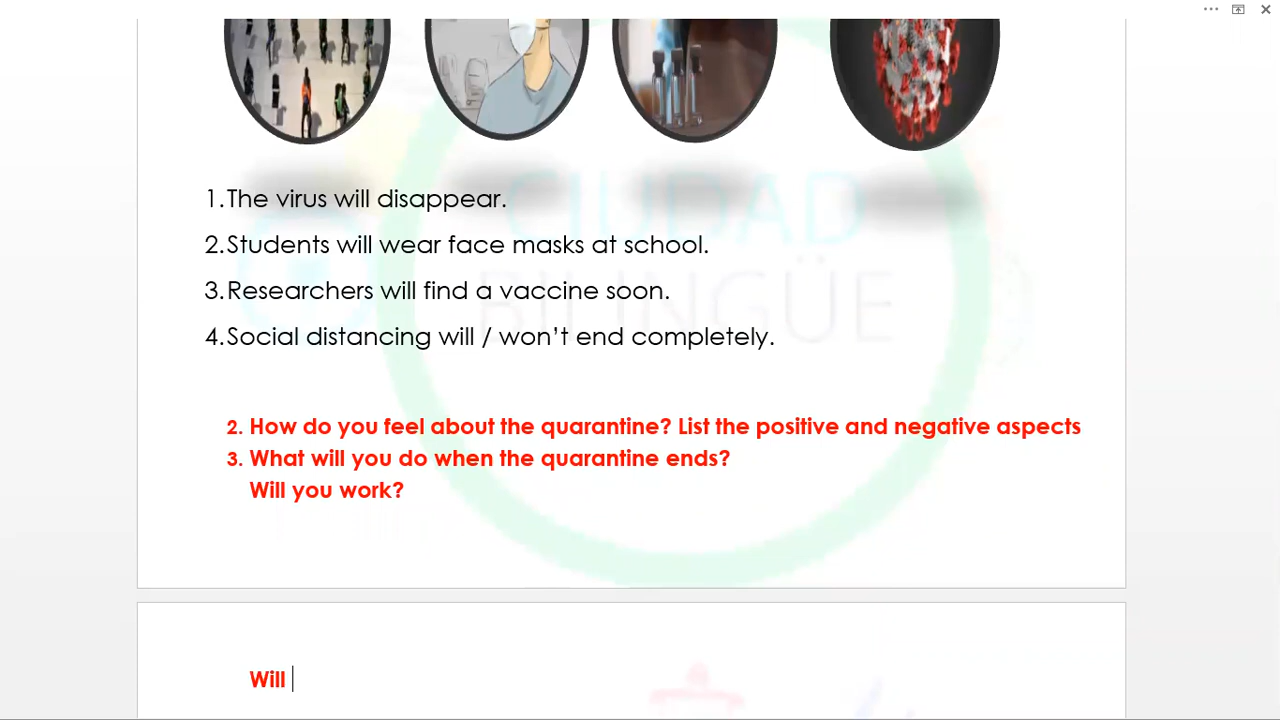 CIUDAD
BILINGÜE
1.The virus will disappear.
2.Students will wear face masks at school.
3.Researchers will find a vaccine soon.
4.Social distancing will / won't end completely.
2. How do you feel about the quarantine? List the positive and negative aspects
3. What will you do when the quarantine ends?
Will you work?
Will